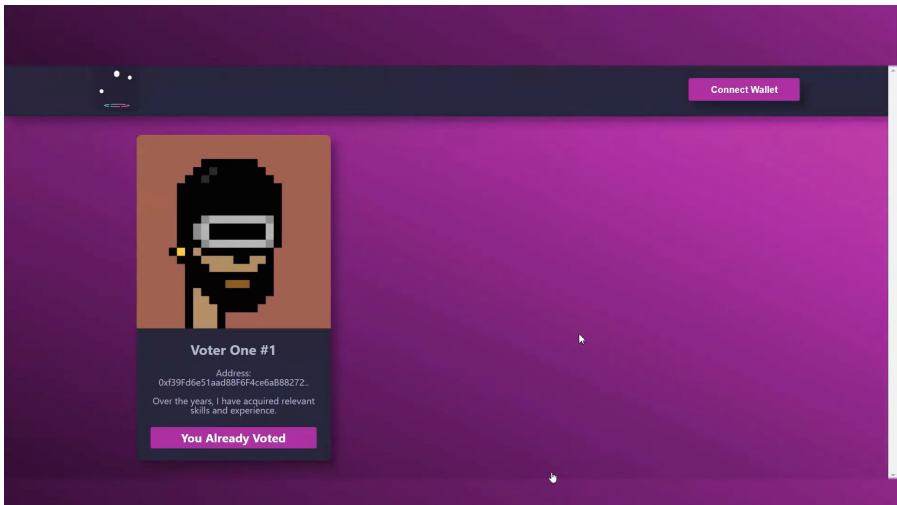 Connect Wallet
Voter One #1
Address:
0xf39Fd6e51aad88F6F4ce6aB88272..
Over the years, I have acquired relevant
skills and experience.
You Already Voted